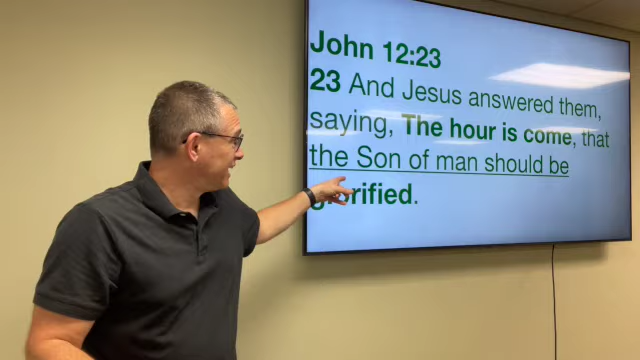 John 12:23
23 And Jesus answered them,
saying, The hour is come, that
the Son of man should be
glorified.